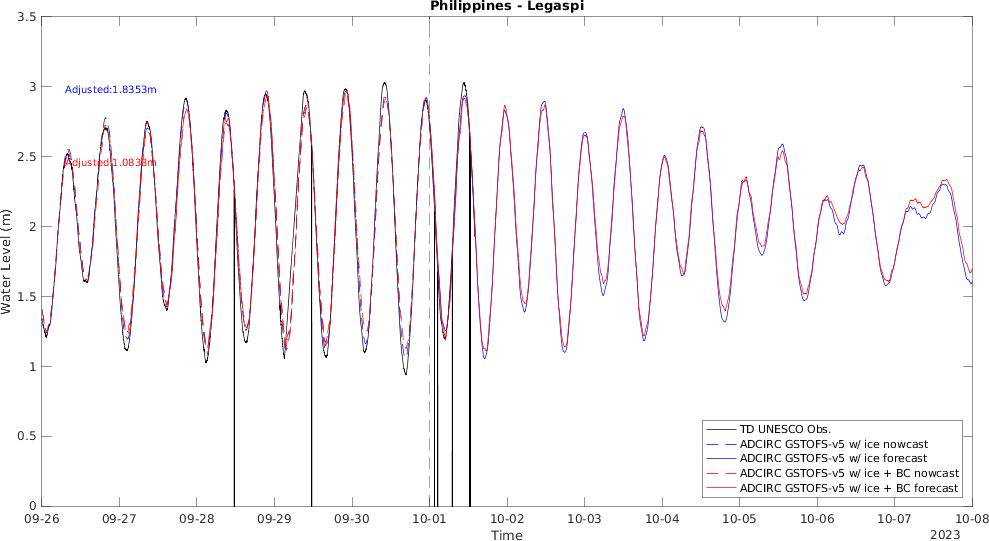 Philippines - Legaspi
3.5
3
2.5
2
1.5
1
0.5
0
Water Level (m)
Adjusted:1.8353m
Adjusted:1.0833m
TD UNESCO Obs.
ADCIRC GSTOFS-v5 w/ ice nowcast
ADCIRC GSTOFS-v5 w/ ice forecast
ADCIRC GSTOFS-v5 w/ ice + BC nowcast
ADCIRC GSTOFS-v5 w/ ice + BC forecast
09-26 09-27 09-28 09-29 09-30 10-01 10-02 10-03 10-04 10-05 10-06 10-07 10-08
Time
2023